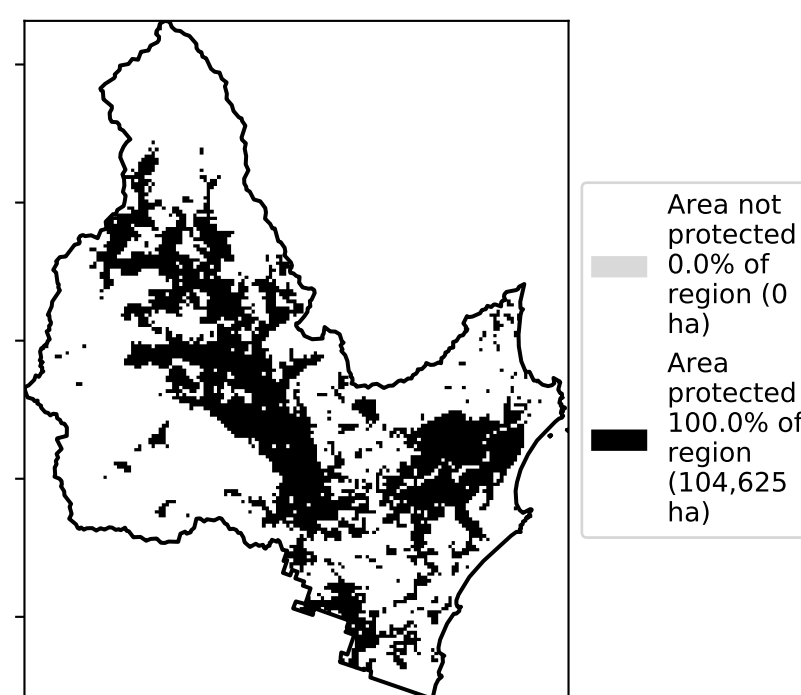 Area not
protected
0.0% of
region (0
ha)
Area
protected
100.0% of
region
(104,625
ha)